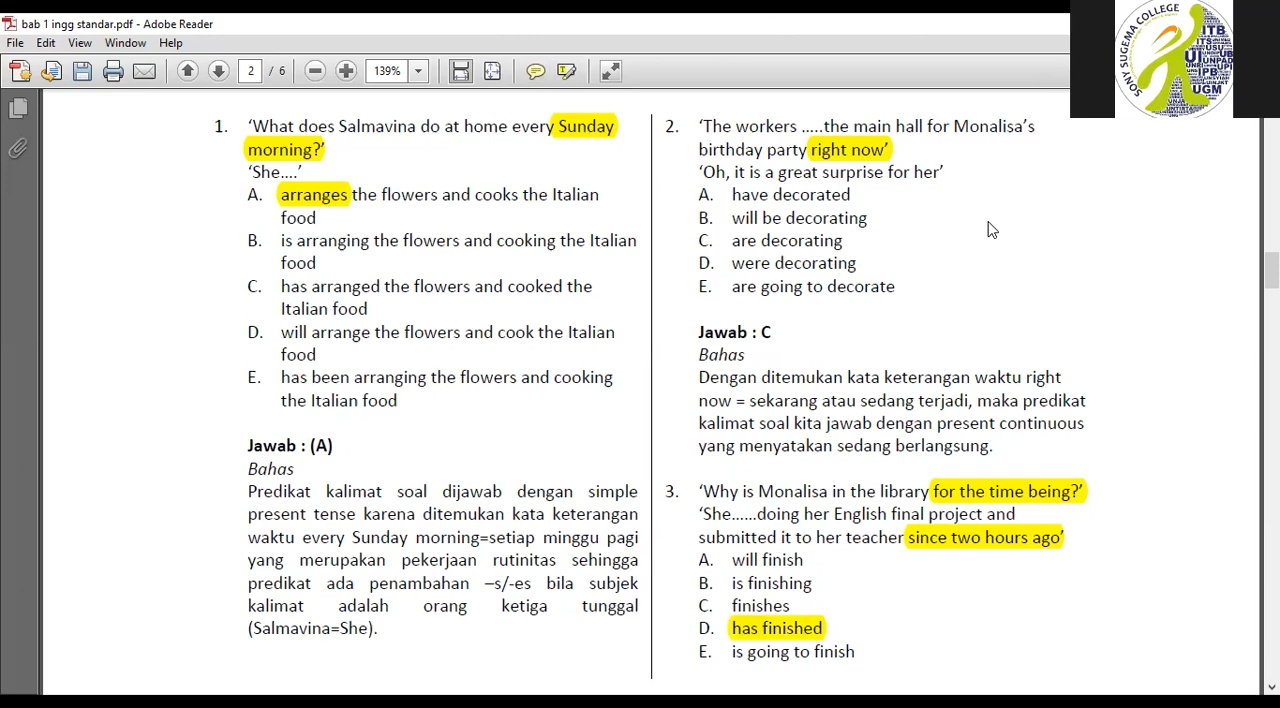 bab 1 ingg standar.pdf - Adobe Reader
File Edit View Window Help
2 / 6 139%
SONY SUGEMA COLLEGE
ITB
UI
IPB
UGM
UNPAD
1. ‘What does Salmavina do at home every Sunday
morning?’
‘She....’
A. arranges the flowers and cooks the Italian
food
B. is arranging the flowers and cooking the Italian
food
C. has arranged the flowers and cooked the
Italian food
D. will arrange the flowers and cook the Italian
food
E. has been arranging the flowers and cooking
the Italian food
Jawab : (A)
Bahas
Predikat kalimat soal dijawab dengan simple
present tense karena ditemukan kata keterangan
waktu every Sunday morning=setiap minggu pagi
yang merupakan pekerjaan rutinitas sehingga
predikat ada penambahan –s/-es bila subjek
kalimat adalah orang ketiga tunggal
(Salmavina=She).
2. ‘The workers .....the main hall for Monalisa’s
birthday party right now’
‘Oh, it is a great surprise for her’
A. have decorated
B. will be decorating
C. are decorating
D. were decorating
E. are going to decorate
Jawab : C
Bahas
Dengan ditemukan kata keterangan waktu right
now = sekarang atau sedang terjadi, maka predikat
kalimat soal kita jawab dengan present continuous
yang menyatakan sedang berlangsung.
3. ‘Why is Monalisa in the library for the time being?’
‘She......doing her English final project and
submitted it to her teacher since two hours ago’
A. will finish
B. is finishing
C. finishes
D. has finished
E. is going to finish